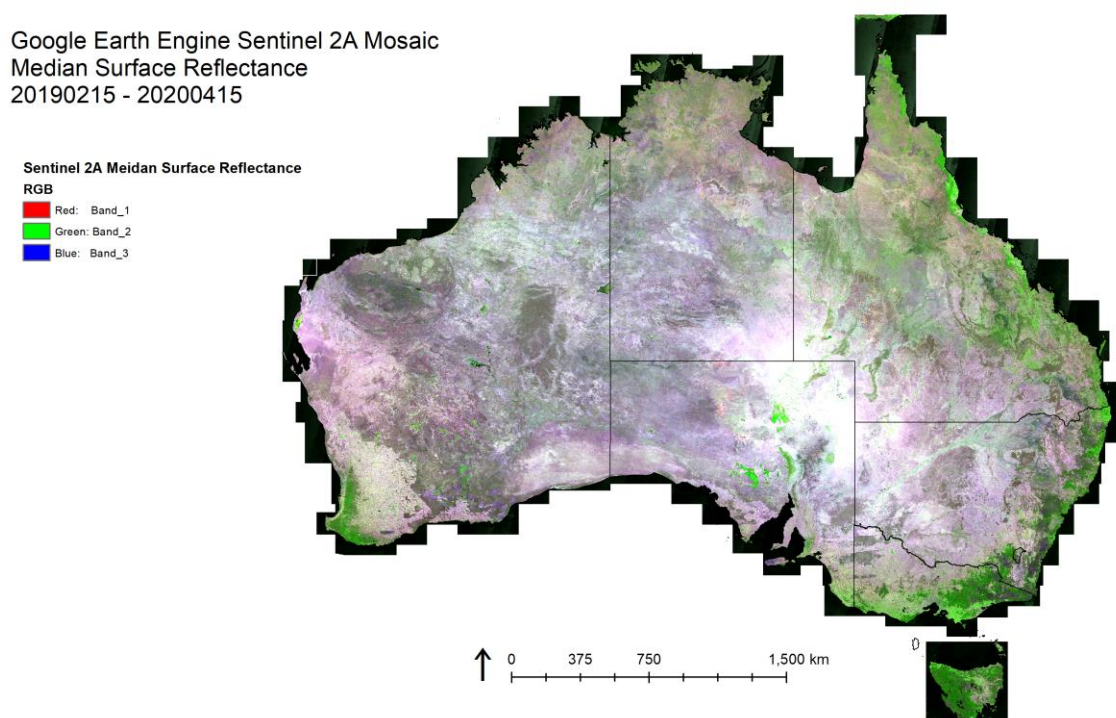 Google Earth Engine Sentinel 2A Mosaic
Median Surface Reflectance
20190215 - 20200415
Sentinel 2A Meidan Surface Reflectance
RGB
Red: Band_1
Green: Band_2
Blue: Band_3
0 375 750 1,500 km